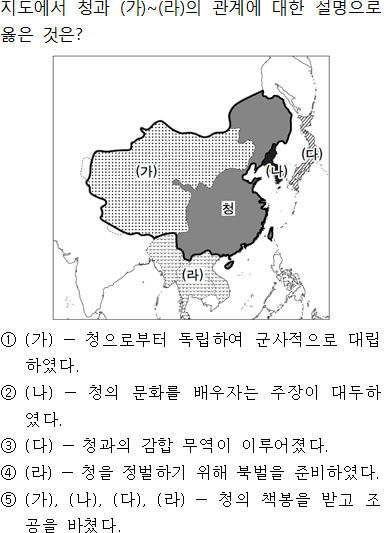 지도에서 청과 (가)~(라)의 관계에 대한 설명으로
옳은 것은?
(가)
(나)
(다)
청
(라)
① (가) － 청으로부터 독립하여 군사적으로 대립
하였다.
② (나) － 청의 문화를 배우자는 주장이 대두하
였다.
③ (다) － 청과의 감합 무역이 이루어졌다.
④ (라) － 청을 정벌하기 위해 북벌을 준비하였다.
⑤ (가), (나), (다), (라) － 청의 책봉을 받고 조
공을 바쳤다.